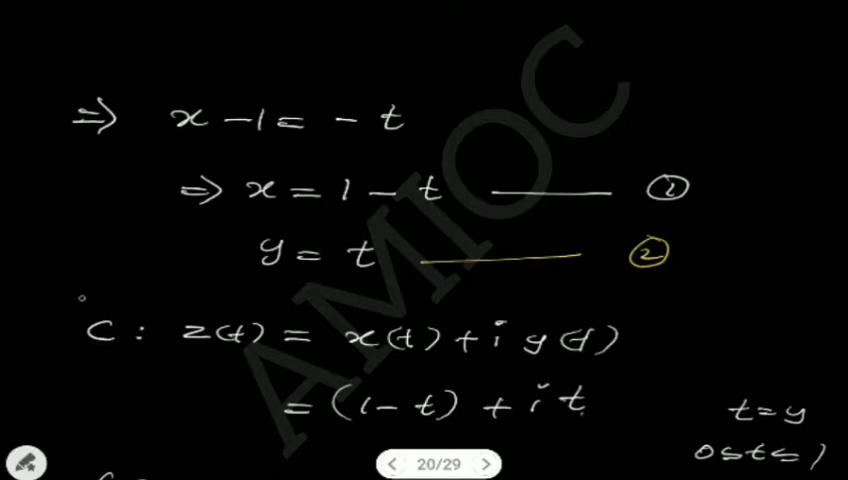 ⇒ x - 1 = - t
⇒ x = 1 - t ——— ①
y = t ——— ②
C : z(t) = x(t) + i y(t)
= (1 - t) + i t
t = y
0 ≤ t ≤ 1
AMIOC
20/29